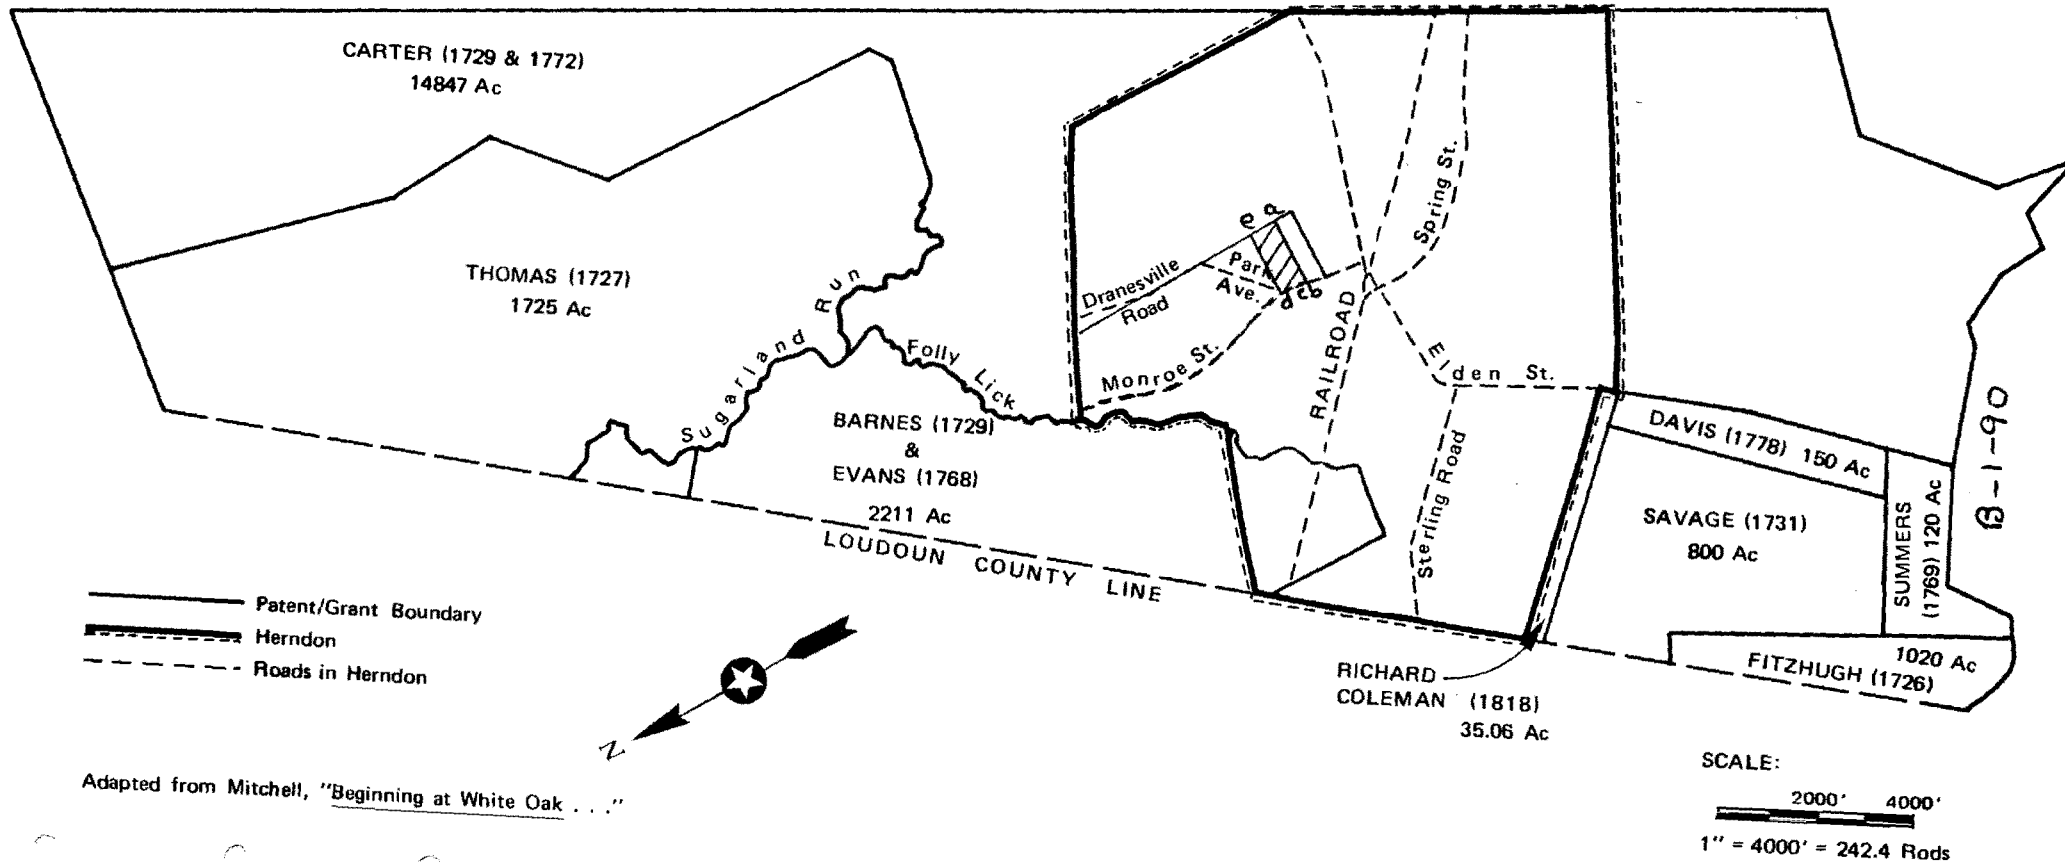 CARTER (1729 & 1772)
14847 Ac
THOMAS (1727)
1725 Ac
Sugarland Run
Folly Lick
BARNES (1729)
&
EVANS (1768)
2211 Ac
LOUDOUN COUNTY LINE
Dranesville
Road
Park
Ave.
e a
d c b
Monroe St.
RAILROAD
Spring St.
Elden St.
Sterling Road
DAVIS (1778) 150 Ac
SAVAGE (1731)
800 Ac
SUMMERS
(1769) 120 Ac
B-1-90
1020 Ac
FITZHUGH (1726)
RICHARD
COLEMAN (1818)
35.06 Ac
Patent/Grant Boundary
Herndon
Roads in Herndon
N
Adapted from Mitchell, "Beginning at White Oak . . ."
SCALE:
2000' 4000'
1" = 4000' = 242.4 Rods